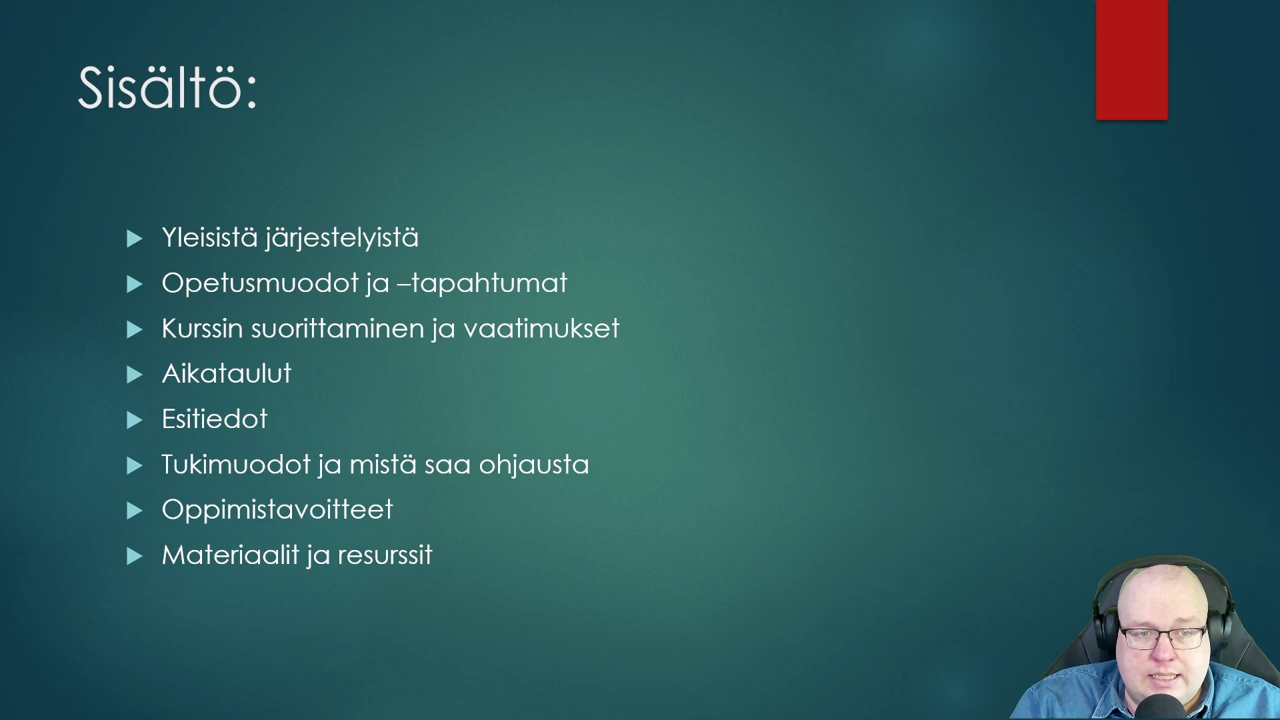 Sisältö:
Yleisistä järjestelyistä
Opetusmuodot ja –tapahtumat
Kurssin suorittaminen ja vaatimukset
Aikataulut
Esitiedot
Tukimuodot ja mistä saa ohjausta
Oppimistavoitteet
Materiaalit ja resurssit